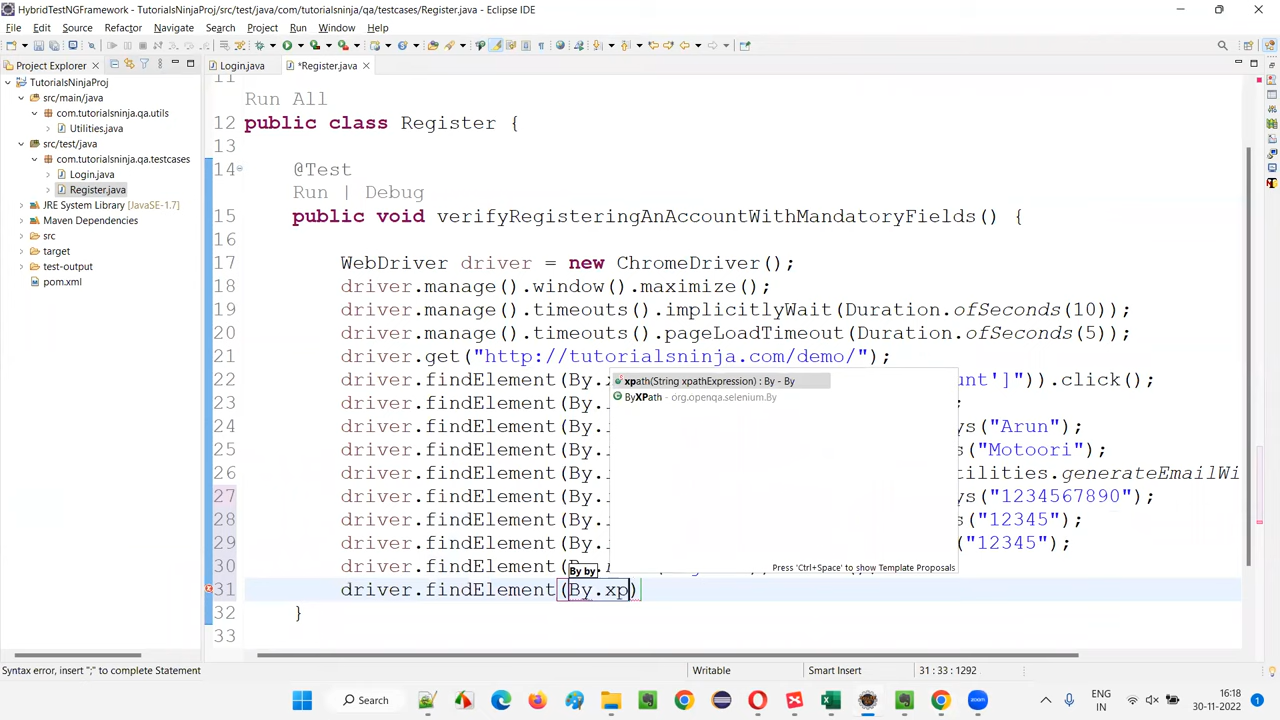 HybridTestNGFramework - TutorialsNinjaProj/src/test/java/com/tutorialsninja/qa/testcases/Register.java - Eclipse IDE
File Edit Source Refactor Navigate Search Project Run Window Help
Project Explorer
Login.java
*Register.java
TutorialsNinjaProj
src/main/java
com.tutorialsninja.qa.utils
Utilities.java
src/test/java
com.tutorialsninja.qa.testcases
Login.java
Register.java
JRE System Library [JavaSE-1.7]
Maven Dependencies
src
target
test-output
pom.xml
11
Run All
12 public class Register {
13
14 @Test
Run | Debug
15 public void verifyRegisteringAnAccountWithMandatoryFields() {
16
17 WebDriver driver = new ChromeDriver();
18 driver.manage().window().maximize();
19 driver.manage().timeouts().implicitlyWait(Duration.ofSeconds(10));
20 driver.manage().timeouts().pageLoadTimeout(Duration.ofSeconds(5));
21 driver.get("http://tutorialsninja.com/demo/");
22 driver.findElement(By.x unt']")).click();
23 driver.findElement(By. ;
24 driver.findElement(By. ys("Arun");
25 driver.findElement(By. s("Motoori");
26 driver.findElement(By. tilities.generateEmailWi
27 driver.findElement(By. ys("1234567890");
28 driver.findElement(By. s("12345");
29 driver.findElement(By. ("12345");
30 driver.findElement(
31 driver.findElement(By.xp)
32 }
33
xpath(String xpathExpression) : By - By
ByXPath - org.openqa.selenium.By
Press 'Ctrl+Space' to show Template Proposals
By by
Syntax error, insert ";" to complete Statement
Writable
Smart Insert
31 : 33 : 1292
Search
zoom
ENG
IN
16:18
30-11-2022
1